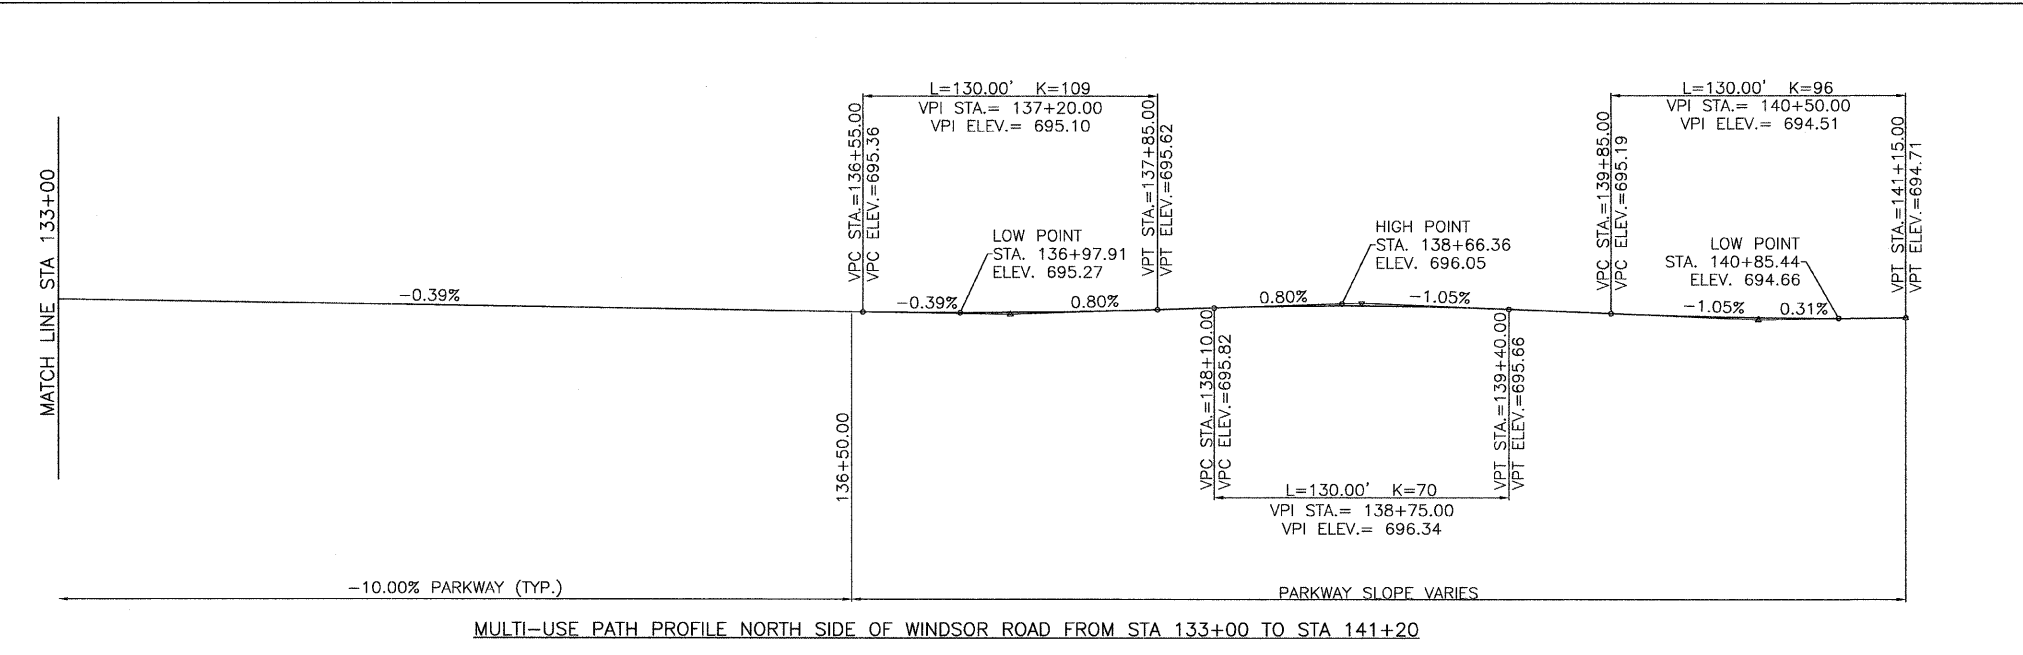 MATCH LINE STA 133+00
-0.39%
L=130.00' K=109
VPI STA.= 137+20.00
VPI ELEV.= 695.10
VPC STA.=136+55.00
VPC ELEV.=695.36
VPT STA.=137+85.00
VPT ELEV.=695.62
LOW POINT
STA. 136+97.91
ELEV. 695.27
-0.39%
0.80%
136+50.00
VPC STA.=138+10.00
VPC ELEV.=695.82
0.80%
HIGH POINT
STA. 138+66.36
ELEV. 696.05
-1.05%
VPT STA.=139+40.00
VPT ELEV.=695.66
L=130.00' K=70
VPI STA.= 138+75.00
VPI ELEV.= 696.34
L=130.00' K=96
VPI STA.= 140+50.00
VPI ELEV.= 694.51
VPC STA.=139+85.00
VPC ELEV.=695.19
LOW POINT
STA. 140+85.44
ELEV. 694.66
-1.05%
0.31%
VPT STA.=141+15.00
VPT ELEV.=694.71
-10.00% PARKWAY (TYP.)
PARKWAY SLOPE VARIES
MULTI-USE PATH PROFILE NORTH SIDE OF WINDSOR ROAD FROM STA 133+00 TO STA 141+20